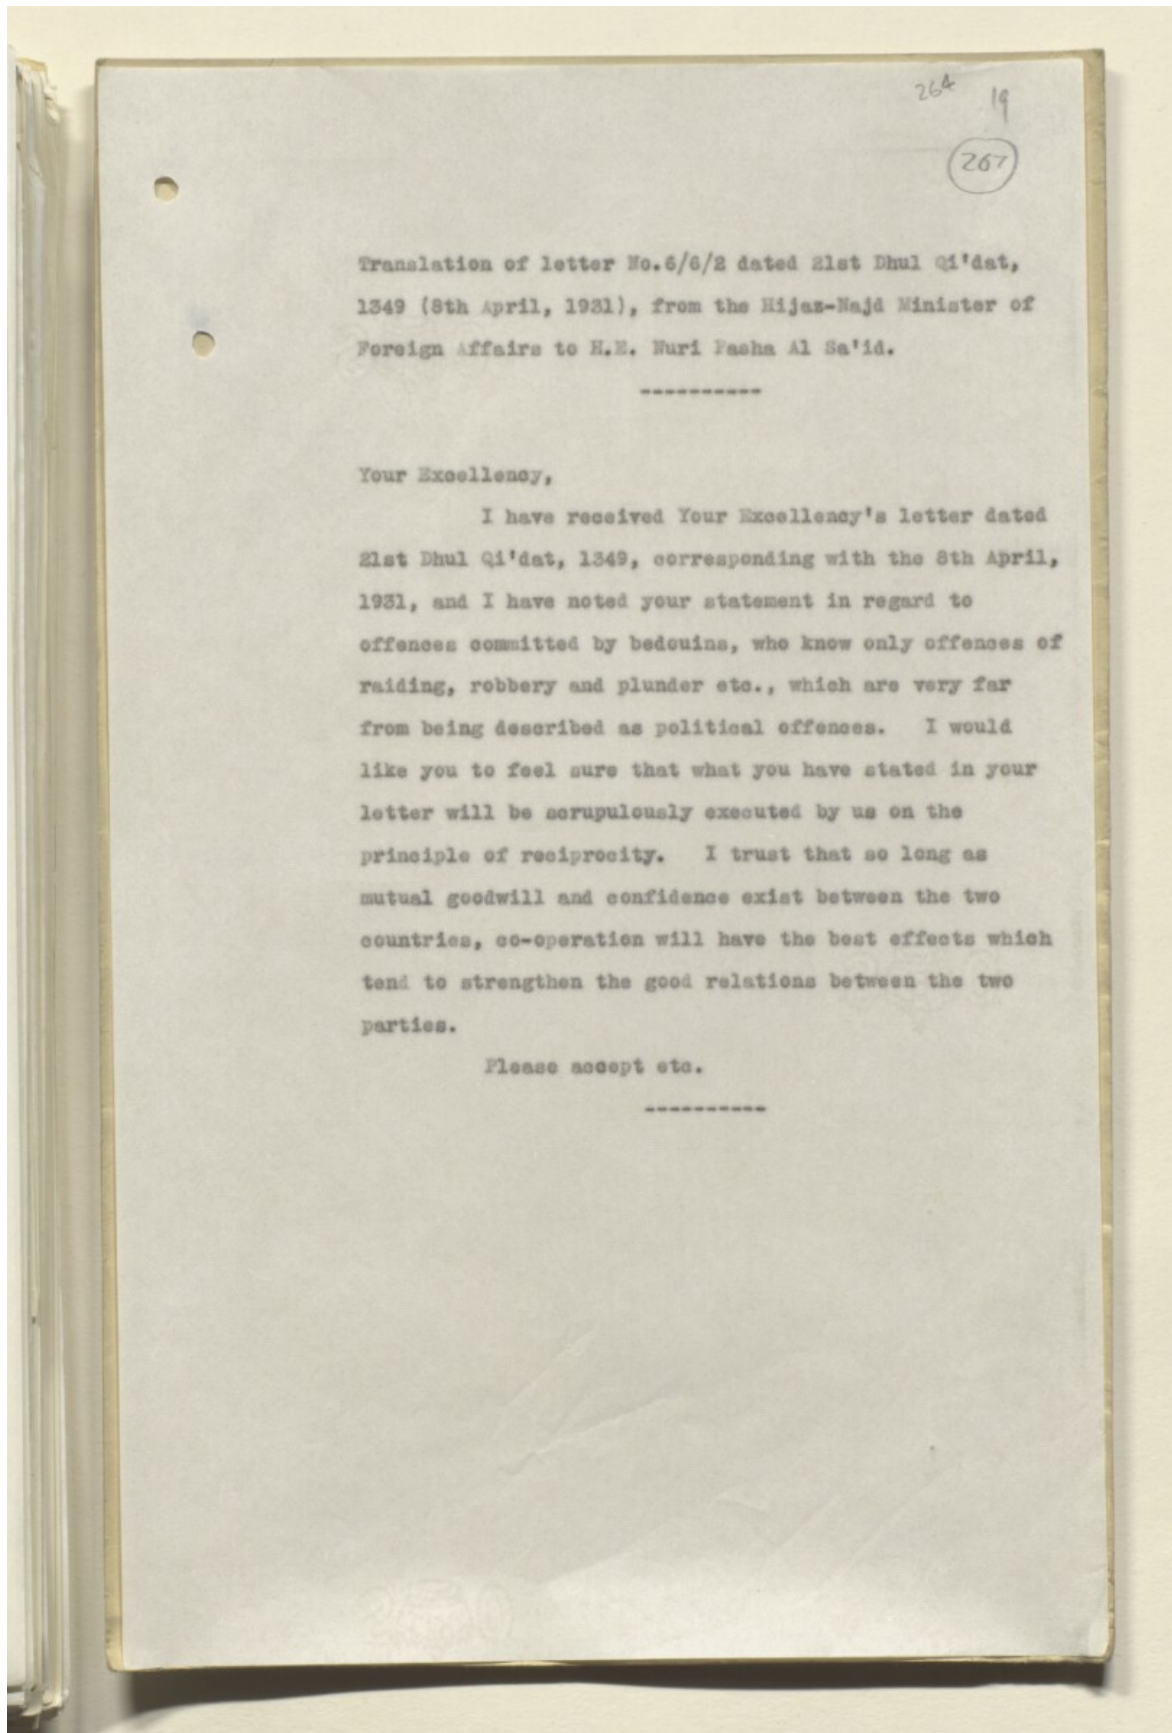 264 19
267
Translation of letter No.6/6/2 dated 21st Dhul Qi'dat,
1349 (8th April, 1931), from the Hijaz-Najd Minister of
Foreign Affairs to H.E. Nuri Pasha Al Sa'id.
----------
Your Excellency,
I have received Your Excellency's letter dated
21st Dhul Qi'dat, 1349, corresponding with the 8th April,
1931, and I have noted your statement in regard to
offences committed by bedouins, who know only offences of
raiding, robbery and plunder etc., which are very far
from being described as political offences. I would
like you to feel sure that what you have stated in your
letter will be scrupulously executed by us on the
principle of reciprocity. I trust that so long as
mutual goodwill and confidence exist between the two
countries, co-operation will have the best effects which
tend to strengthen the good relations between the two
parties.
Please accept etc.
----------